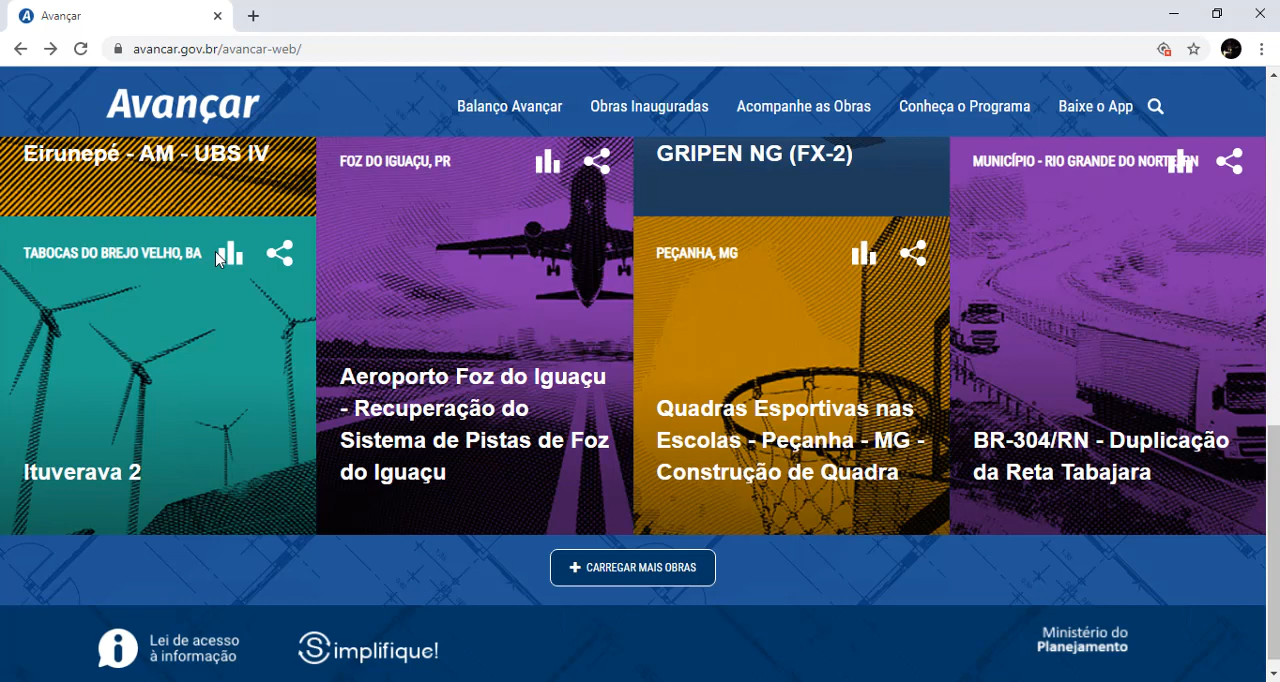 Avançar
avancar.gov.br/avancar-web/
Avançar
Balanço Avançar
Obras Inauguradas
Acompanhe as Obras
Conheça o Programa
Baixe o App
Eirunepé - AM - UBS IV
FOZ DO IGUAÇU, PR
GRIPEN NG (FX-2)
MUNICÍPIO - RIO GRANDE DO NORTE, RN
TABOCAS DO BREJO VELHO, BA
PEÇANHA, MG
Ituverava 2
Aeroporto Foz do Iguaçu
- Recuperação do
Sistema de Pistas de Foz
do Iguaçu
Quadras Esportivas nas
Escolas - Peçanha - MG -
Construção de Quadra
BR-304/RN - Duplicação
da Reta Tabajara
CARREGAR MAIS OBRAS
Lei de acesso
à informação
Simplifique!
Ministério do
Planejamento